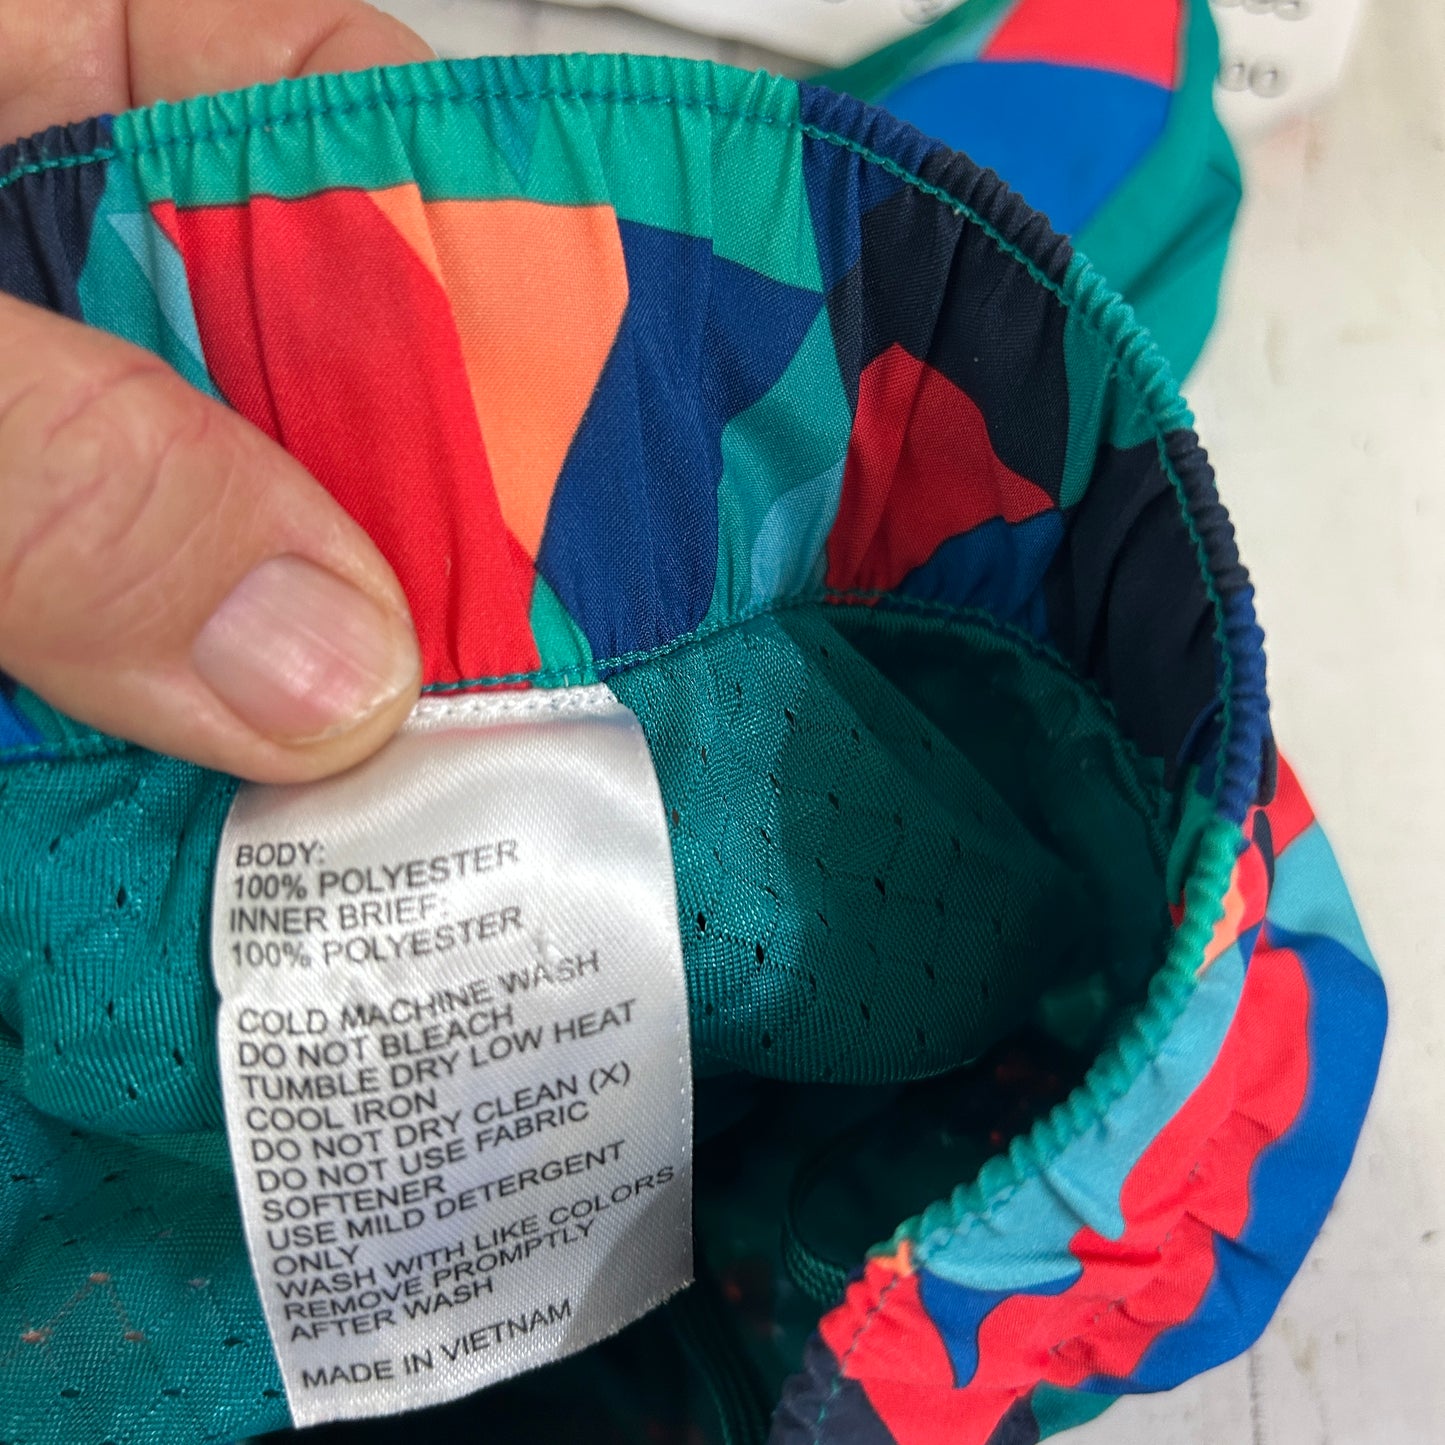 BODY:
100% POLYESTER
INNER BRIEF:
100% POLYESTER
COLD MACHINE WASH
DO NOT BLEACH
TUMBLE DRY LOW HEAT
COOL IRON
DO NOT DRY CLEAN (X)
DO NOT USE FABRIC
SOFTENER
USE MILD DETERGENT
ONLY
WASH WITH LIKE COLORS
REMOVE PROMPTLY
AFTER WASH
MADE IN VIETNAM